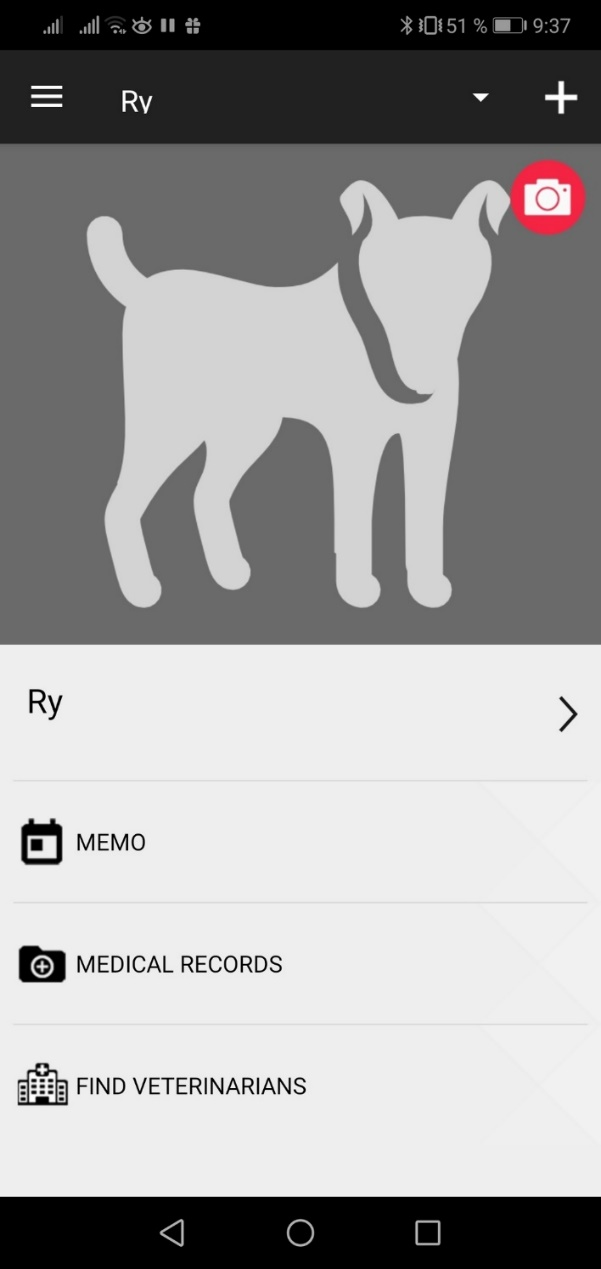 51 % 9:37
Ry
Ry
MEMO
MEDICAL RECORDS
FIND VETERINARIANS